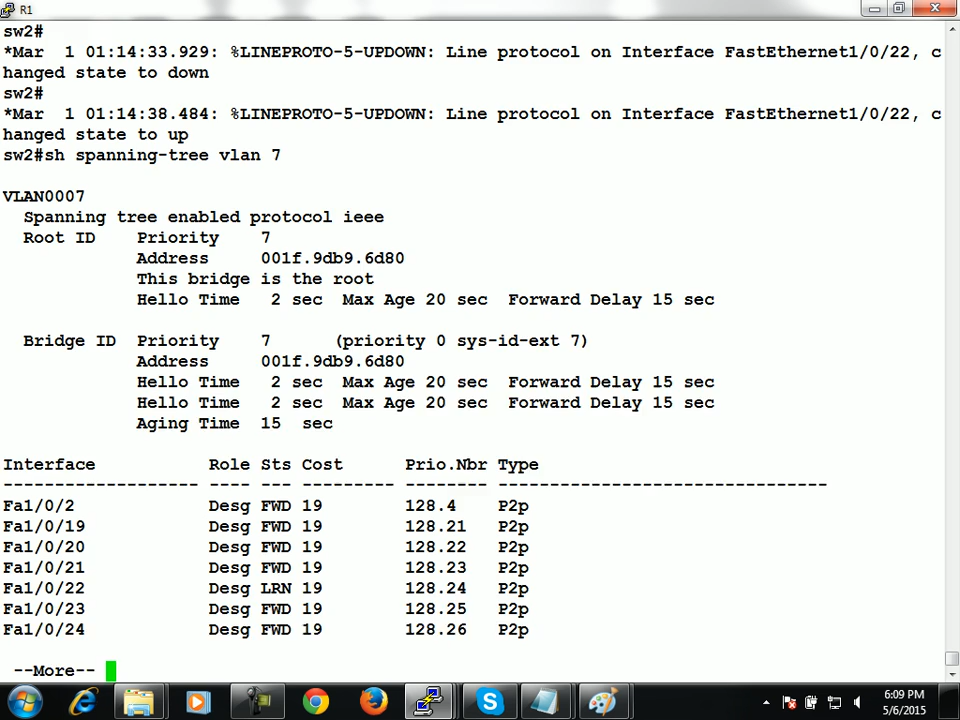 R1
sw2#
*Mar  1 01:14:33.929: %LINEPROTO-5-UPDOWN: Line protocol on Interface FastEthernet1/0/22, c
hanged state to down
sw2#
*Mar  1 01:14:38.484: %LINEPROTO-5-UPDOWN: Line protocol on Interface FastEthernet1/0/22, c
hanged state to up
sw2#sh spanning-tree vlan 7
VLAN0007
  Spanning tree enabled protocol ieee
  Root ID    Priority    7
             Address     001f.9db9.6d80
             This bridge is the root
             Hello Time   2 sec  Max Age 20 sec  Forward Delay 15 sec
  Bridge ID  Priority    7      (priority 0 sys-id-ext 7)
             Address     001f.9db9.6d80
             Hello Time   2 sec  Max Age 20 sec  Forward Delay 15 sec
             Hello Time   2 sec  Max Age 20 sec  Forward Delay 15 sec
             Aging Time  15  sec
Interface           Role Sts Cost      Prio.Nbr Type
------------------- ---- --- --------- -------- --------------------------------
Fa1/0/2             Desg FWD 19        128.4    P2p
Fa1/0/19            Desg FWD 19        128.21   P2p
Fa1/0/20            Desg FWD 19        128.22   P2p
Fa1/0/21            Desg FWD 19        128.23   P2p
Fa1/0/22            Desg LRN 19        128.24   P2p
Fa1/0/23            Desg FWD 19        128.25   P2p
Fa1/0/24            Desg FWD 19        128.26   P2p
 --More--
6:09 PM
5/6/2015